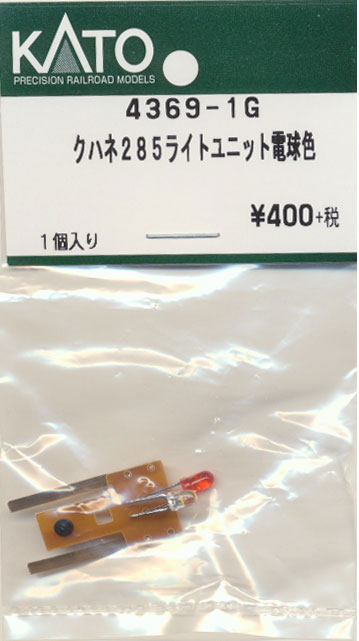 KATO
PRECISION RAILROAD MODELS
4369-1G
クハネ285ライトユニット電球色
¥400+税
1個入り